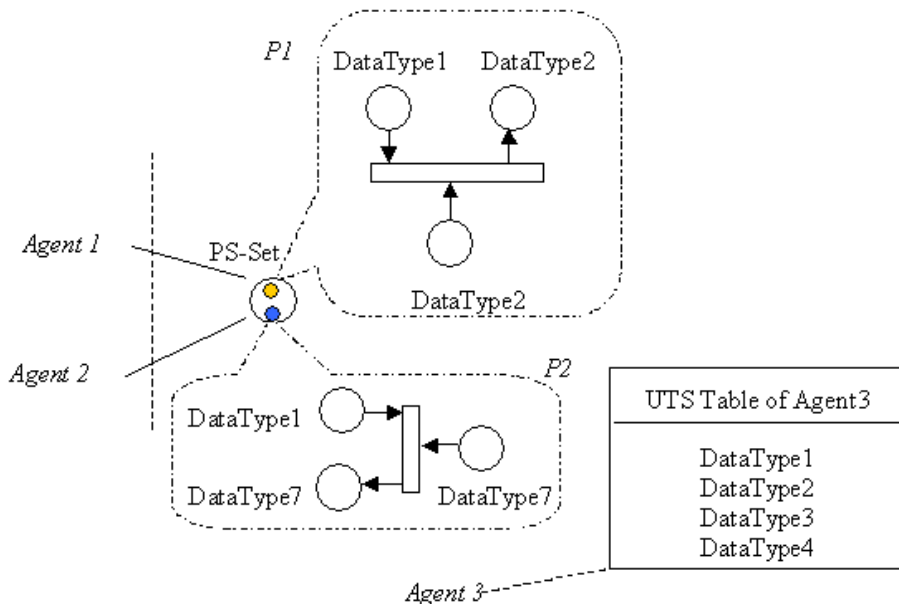 P1
DataType1
DataType2
Agent 1
PS-Set
DataType2
Agent 2
P2
DataType1
DataType7
DataType7
UTS Table of Agent3
DataType1
DataType2
DataType3
DataType4
Agent 3